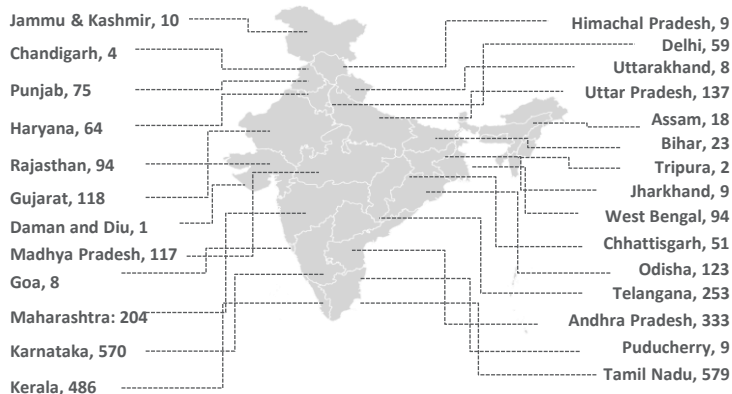 Jammu & Kashmir, 10
Chandigarh, 4
Punjab, 75
Haryana, 64
Rajasthan, 94
Gujarat, 118
Daman and Diu, 1
Madhya Pradesh, 117
Goa, 8
Maharashtra: 204
Karnataka, 570
Kerala, 486
Himachal Pradesh, 9
Delhi, 59
Uttarakhand, 8
Uttar Pradesh, 137
Assam, 18
Bihar, 23
Tripura, 2
Jharkhand, 9
West Bengal, 94
Chhattisgarh, 51
Odisha, 123
Telangana, 253
Andhra Pradesh, 333
Puducherry, 9
Tamil Nadu, 579